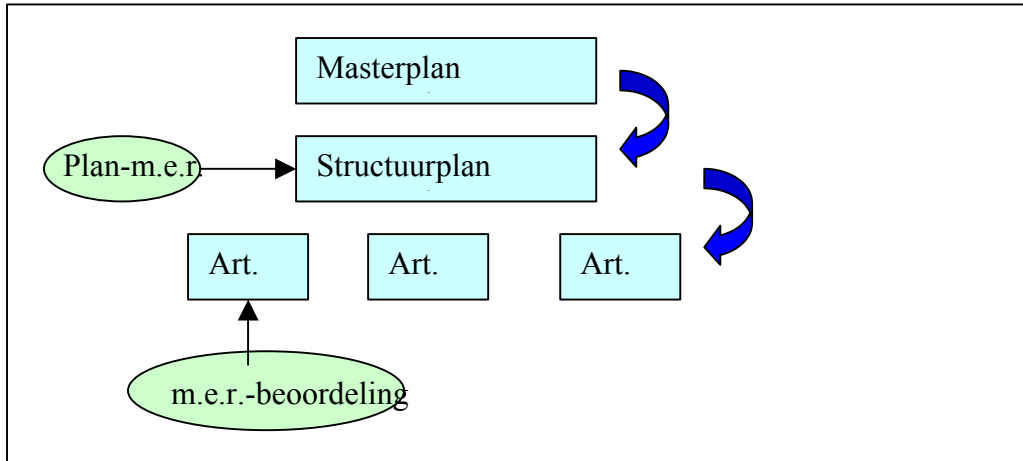 Masterplan
Plan-m.e.r.
Structuurplan
Art.
Art.
Art.
m.e.r.-beoordeling